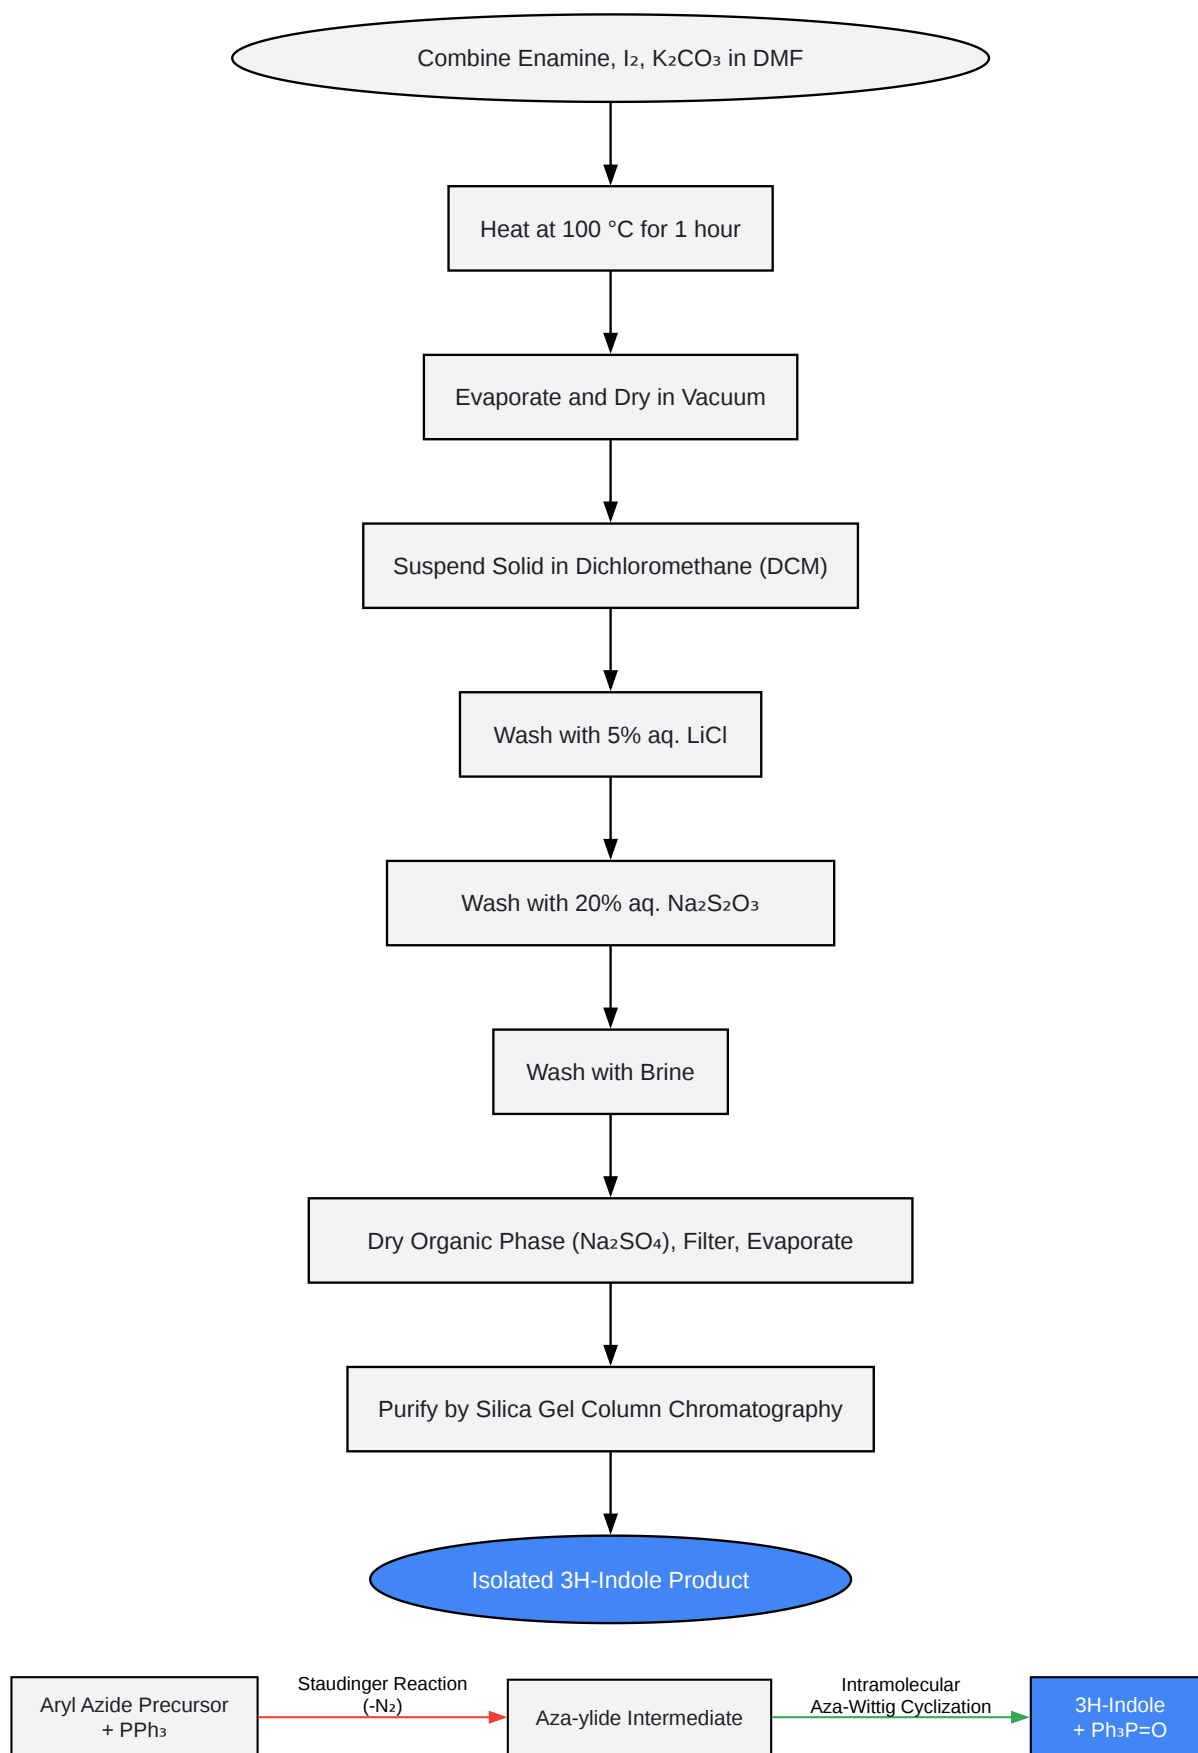 Combine Enamine, I₂, K₂CO₃ in DMF
Heat at 100 °C for 1 hour
Evaporate and Dry in Vacuum
Suspend Solid in Dichloromethane (DCM)
Wash with 5% aq. LiCl
Wash with 20% aq. Na₂S₂O₃
Wash with Brine
Dry Organic Phase (Na₂SO₄), Filter, Evaporate
Purify by Silica Gel Column Chromatography
Isolated 3H-Indole Product
Aryl Azide Precursor
+ PPh₃
Staudinger Reaction
(-N₂)
Aza-ylide Intermediate
Intramolecular
Aza-Wittig Cyclization
3H-Indole
+ Ph₃P=O